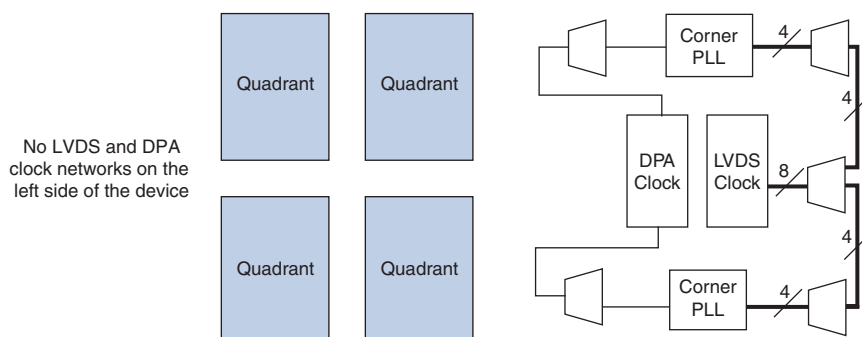 No LVDS and DPA
clock networks on the
left side of the device
Quadrant
Quadrant
Quadrant
Quadrant
Corner
PLL
4
4
DPA
Clock
LVDS
Clock
8
4
Corner
PLL
4